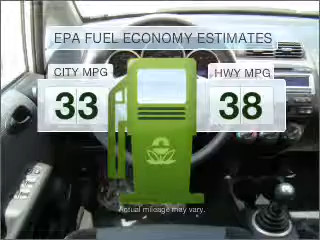 EPA FUEL ECONOMY ESTIMATES
CITY MPG
HWY MPG
33
38
Actual mileage may vary.